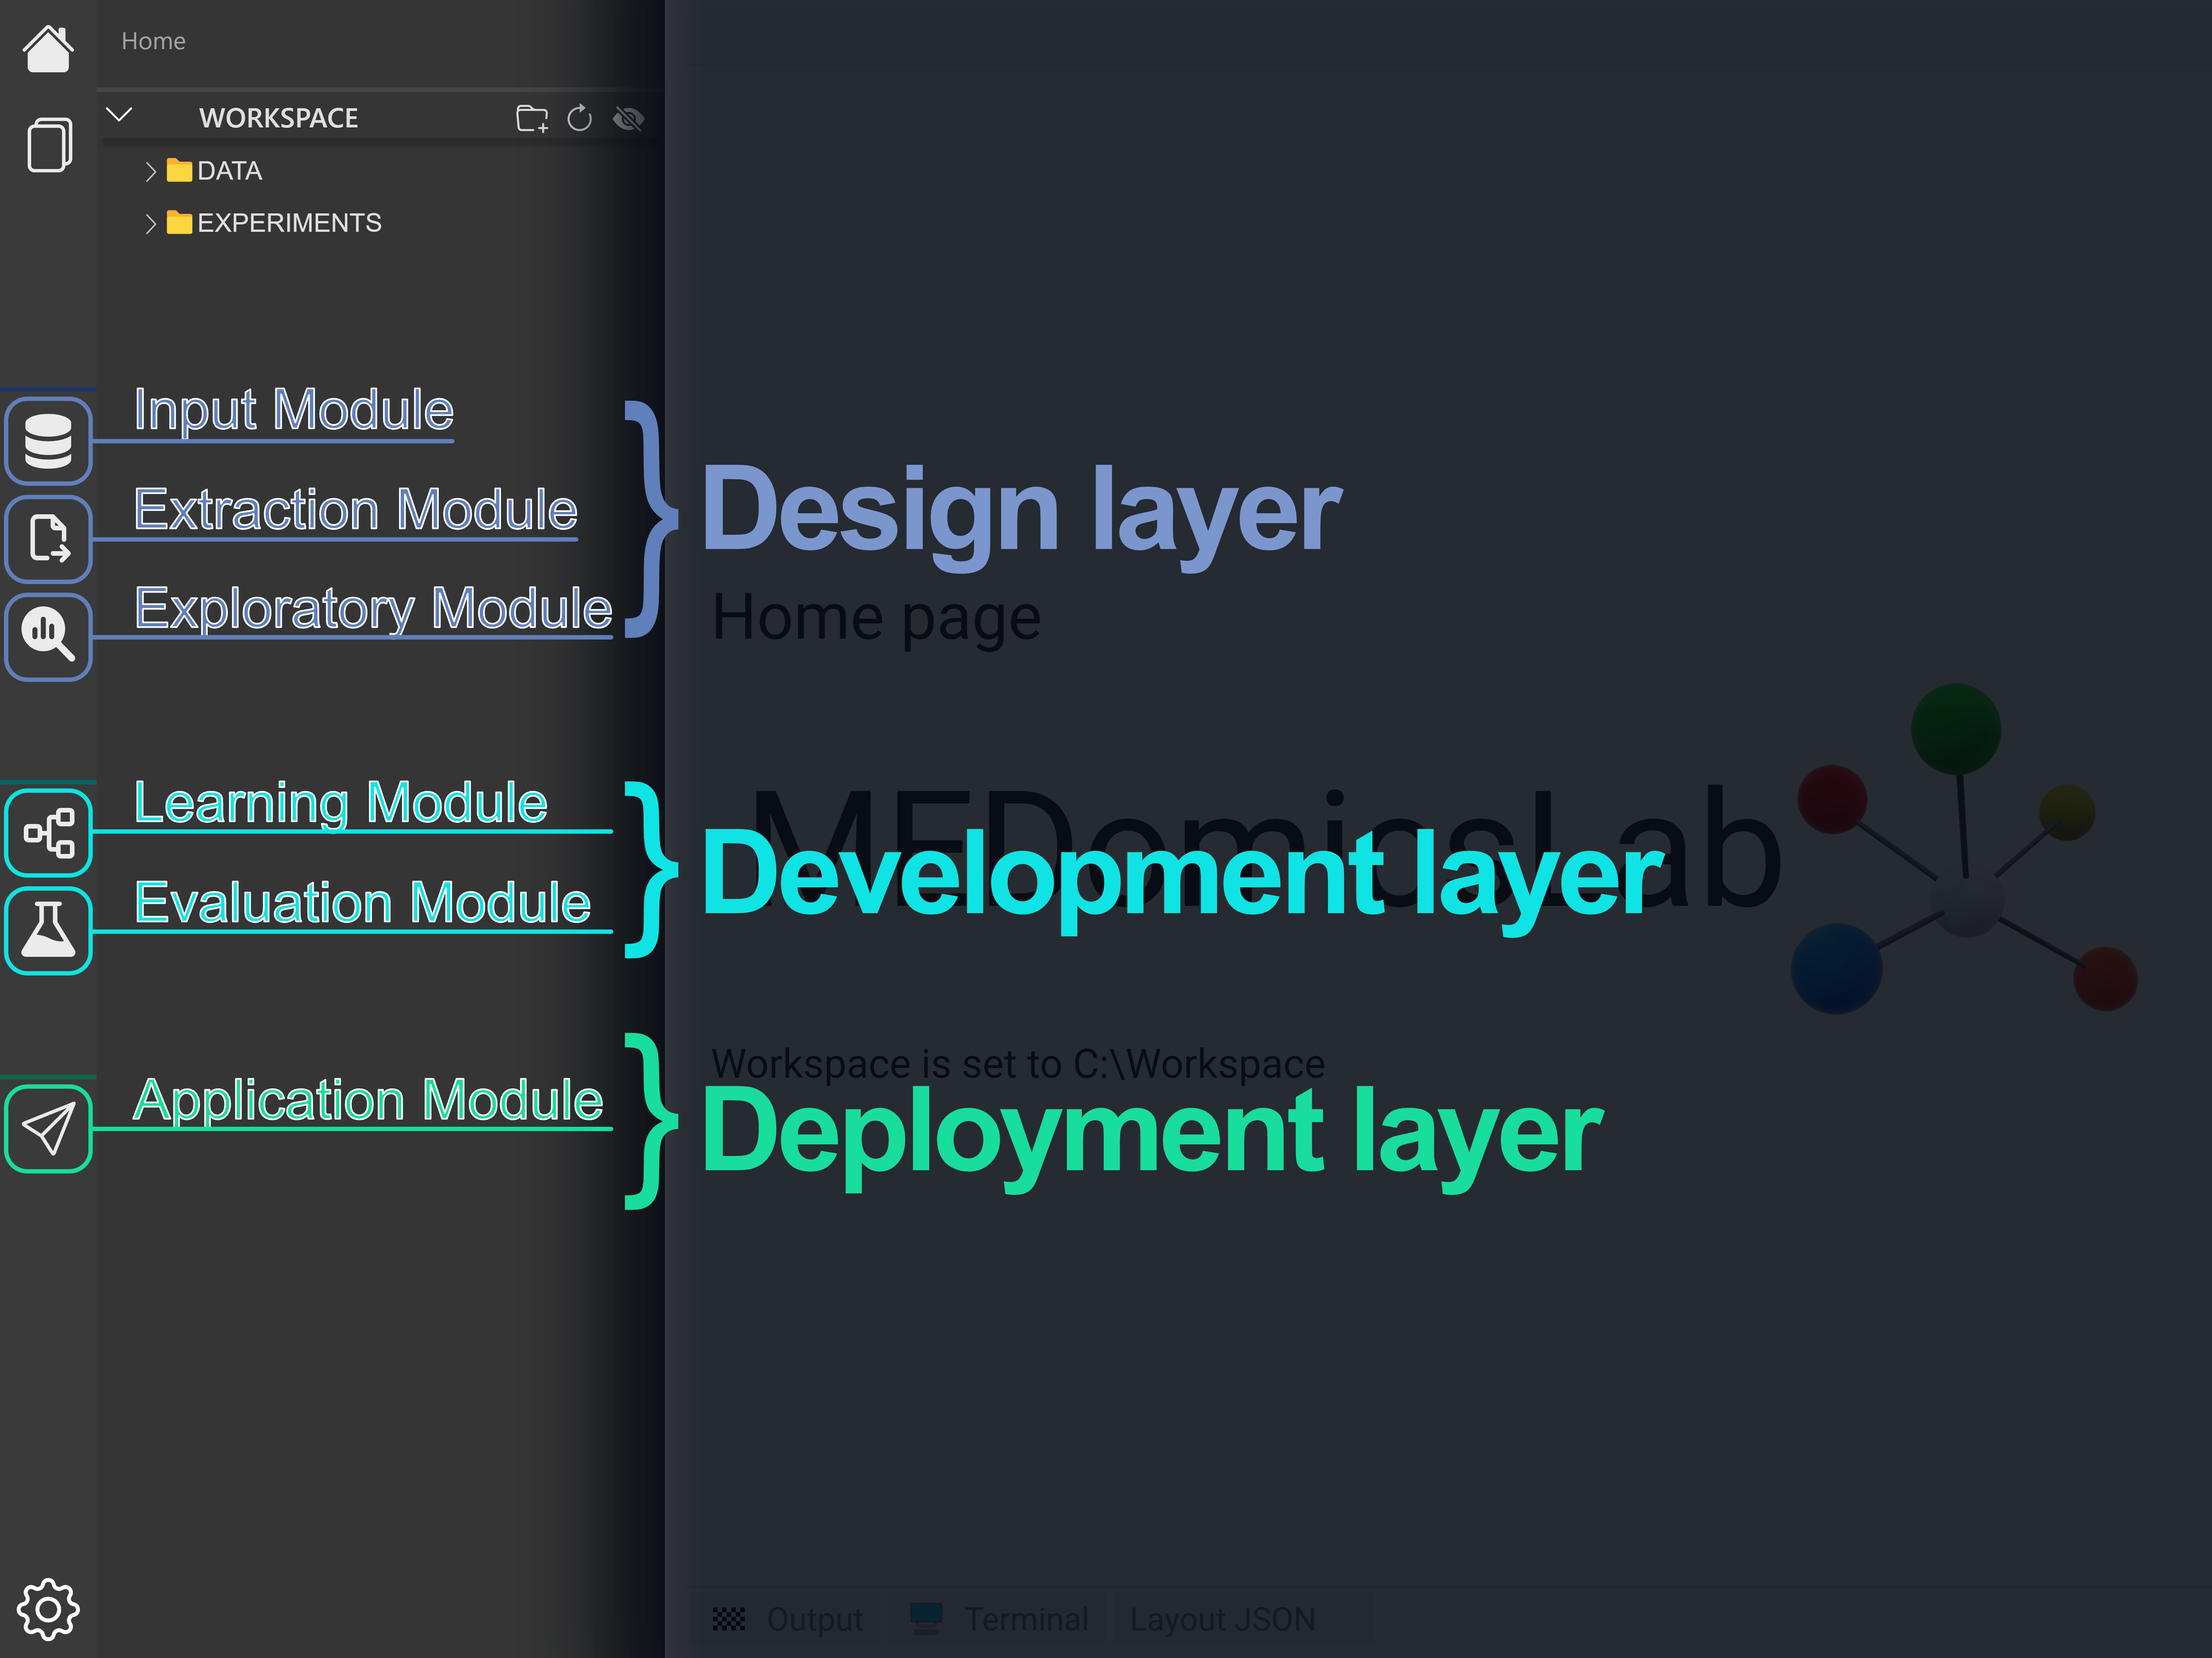 Home
WORKSPACE
DATA
EXPERIMENTS
Input Module
Extraction Module
Exploratory Module
Design layer
Home page
Learning Module
Evaluation Module
MEDomicsLab
Development layer
Workspace is set to C:\Workspace
Application Module
Deployment layer
Output
Terminal
Layout JSON